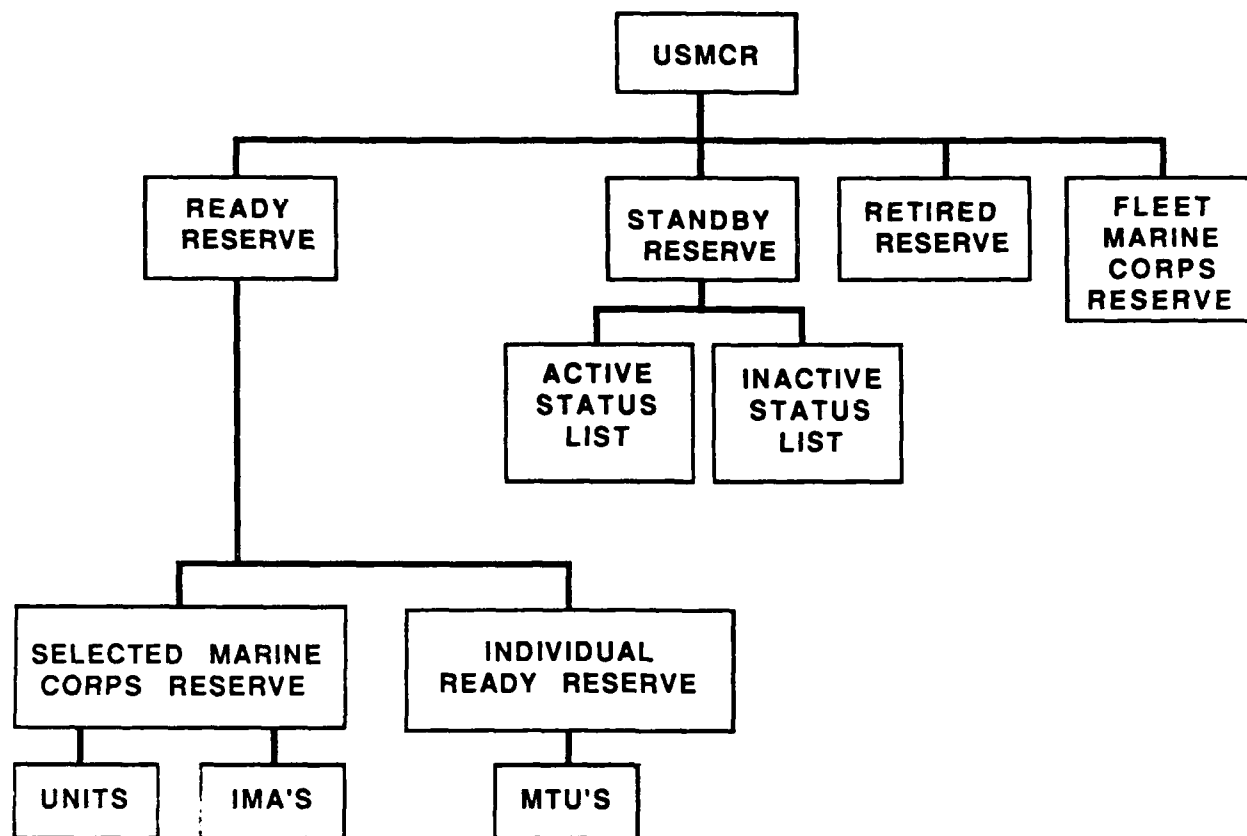 USMCR
READY
RESERVE
STANDBY
RESERVE
RETIRED
RESERVE
FLEET
MARINE
CORPS
RESERVE
ACTIVE
STATUS
LIST
INACTIVE
STATUS
LIST
SELECTED MARINE
CORPS RESERVE
INDIVIDUAL
READY RESERVE
UNITS
IMA'S
MTU'S